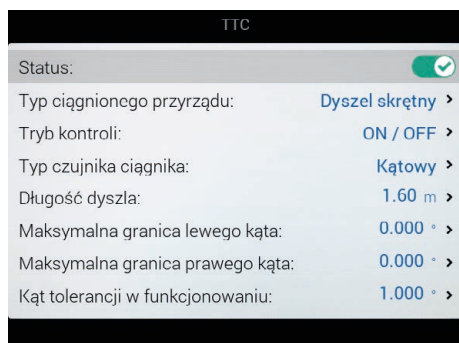 TTC
Status:
Typ ciągnionego przyrządu: Dyszel skrętny >
Tryb kontroli: ON / OFF >
Typ czujnika ciągnika: Kątowy >
Długość dyszla: 1.60 m >
Maksymalna granica lewego kąta: 0.000 ° >
Maksymalna granica prawego kąta: 0.000 ° >
Kąt tolerancji w funkcjonowaniu: 1.000 ° >